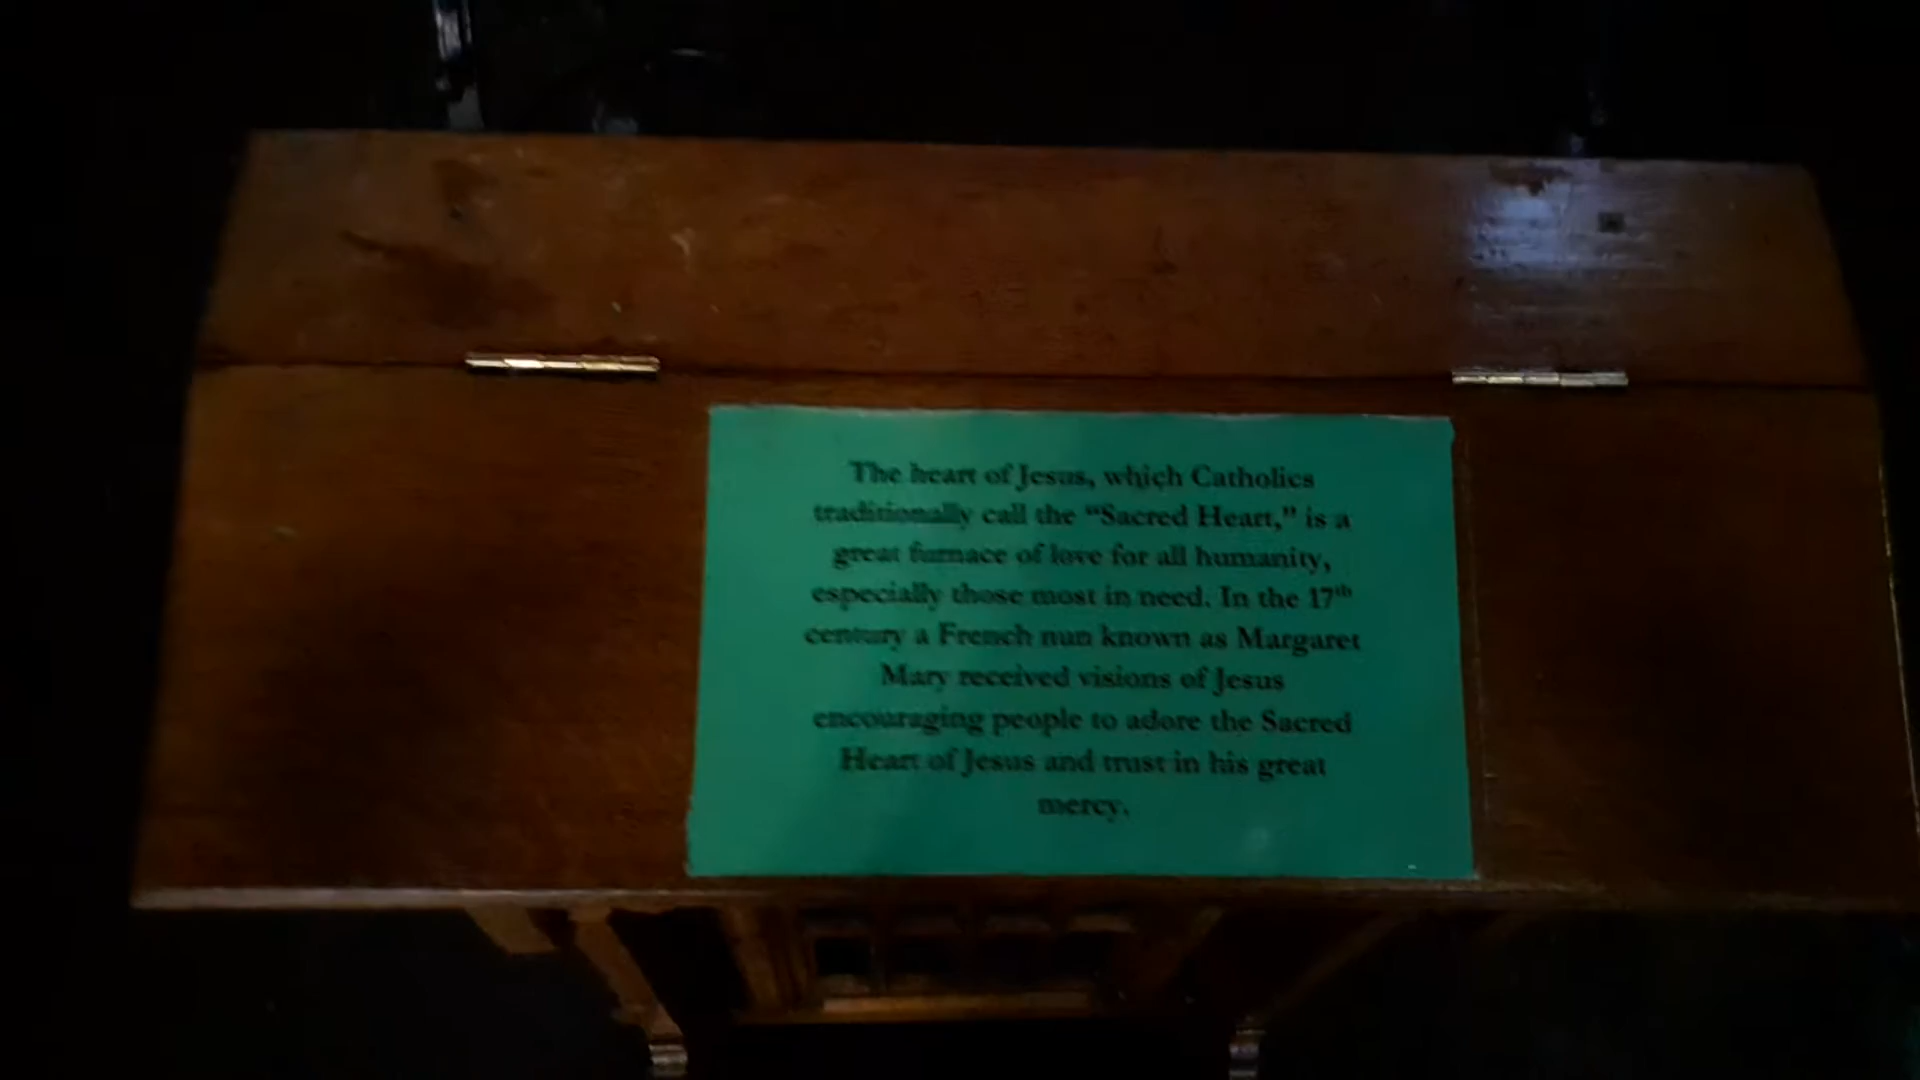 The heart of Jesus, which Catholics
traditionally call the “Sacred Heart,” is a
great furnace of love for all humanity,
especially those most in need. In the 17th
century a French nun known as Margaret
Mary received visions of Jesus
encouraging people to adore the Sacred
Heart of Jesus and trust in his great
mercy.